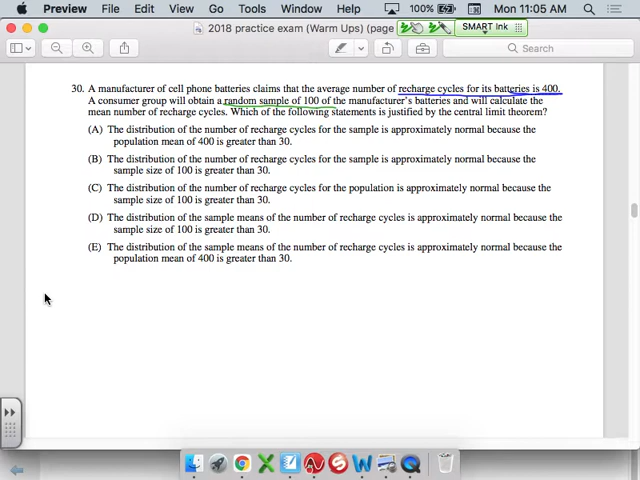 Preview File Edit View Go Tools Window Help 100% Mon 11:05 AM
2018 practice exam (Warm Ups) (page
SMART Ink
Search
30. A manufacturer of cell phone batteries claims that the average number of recharge cycles for its batteries is 400.
A consumer group will obtain a random sample of 100 of the manufacturer's batteries and will calculate the
mean number of recharge cycles. Which of the following statements is justified by the central limit theorem?
(A) The distribution of the number of recharge cycles for the sample is approximately normal because the
population mean of 400 is greater than 30.
(B) The distribution of the number of recharge cycles for the sample is approximately normal because the
sample size of 100 is greater than 30.
(C) The distribution of the number of recharge cycles for the population is approximately normal because the
sample size of 100 is greater than 30.
(D) The distribution of the sample means of the number of recharge cycles is approximately normal because the
sample size of 100 is greater than 30.
(E) The distribution of the sample means of the number of recharge cycles is approximately normal because the
population mean of 400 is greater than 30.